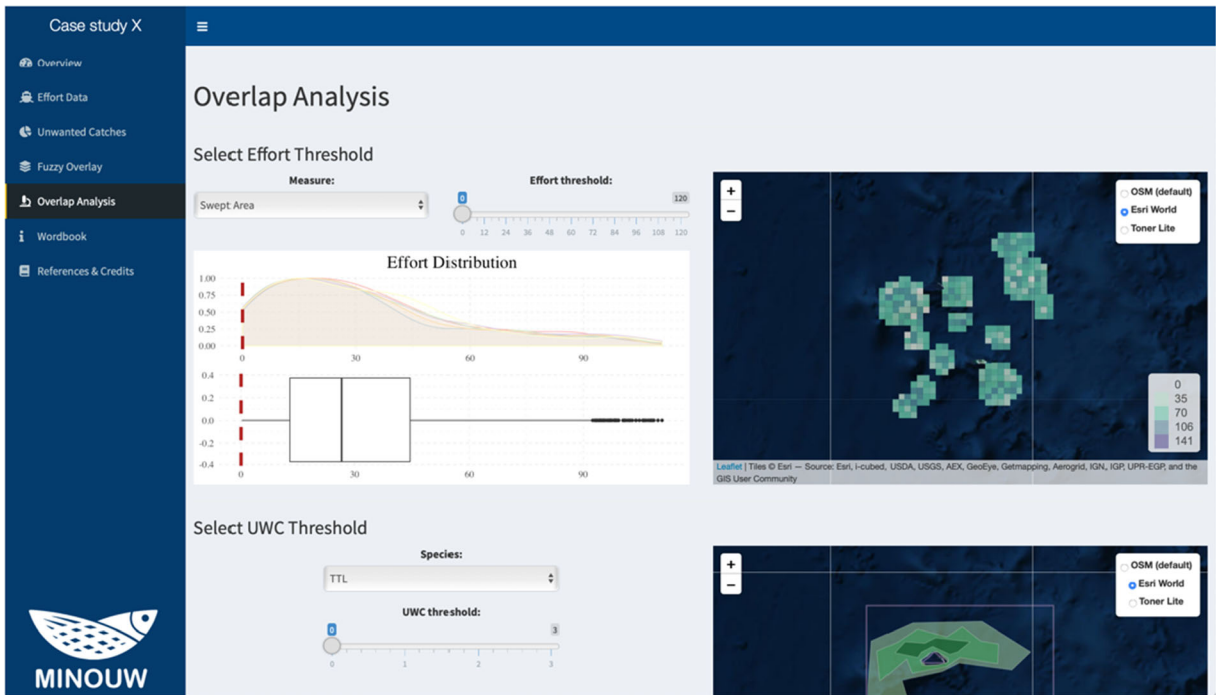 Case study X
Overview
Effort Data
Unwanted Catches
Fuzzy Overlay
Overlap Analysis
Wordbook
References & Credits
MINOUW
Overlap Analysis
Select Effort Threshold
Measure:
Swept Area
Effort threshold:
0 120
0 12 24 36 48 60 72 84 96 108 120
Effort Distribution
1.00
0.75
0.50
0.25
0.00
0 30 60 90
0.4
0.2
0.0
-0.2
-0.4
0 30 60 90
+
−
OSM (default)
Esri World
Toner Lite
0
35
70
106
141
Leaflet | Tiles © Esri — Source: Esri, i-cubed, USDA, USGS, AEX, GeoEye, Getmapping, Aerogrid, IGN, IGP, UPR-EGP, and the
GIS User Community
Select UWC Threshold
Species:
TTL
UWC threshold:
0 3
0 1 2 3
+
−
OSM (default)
Esri World
Toner Lite